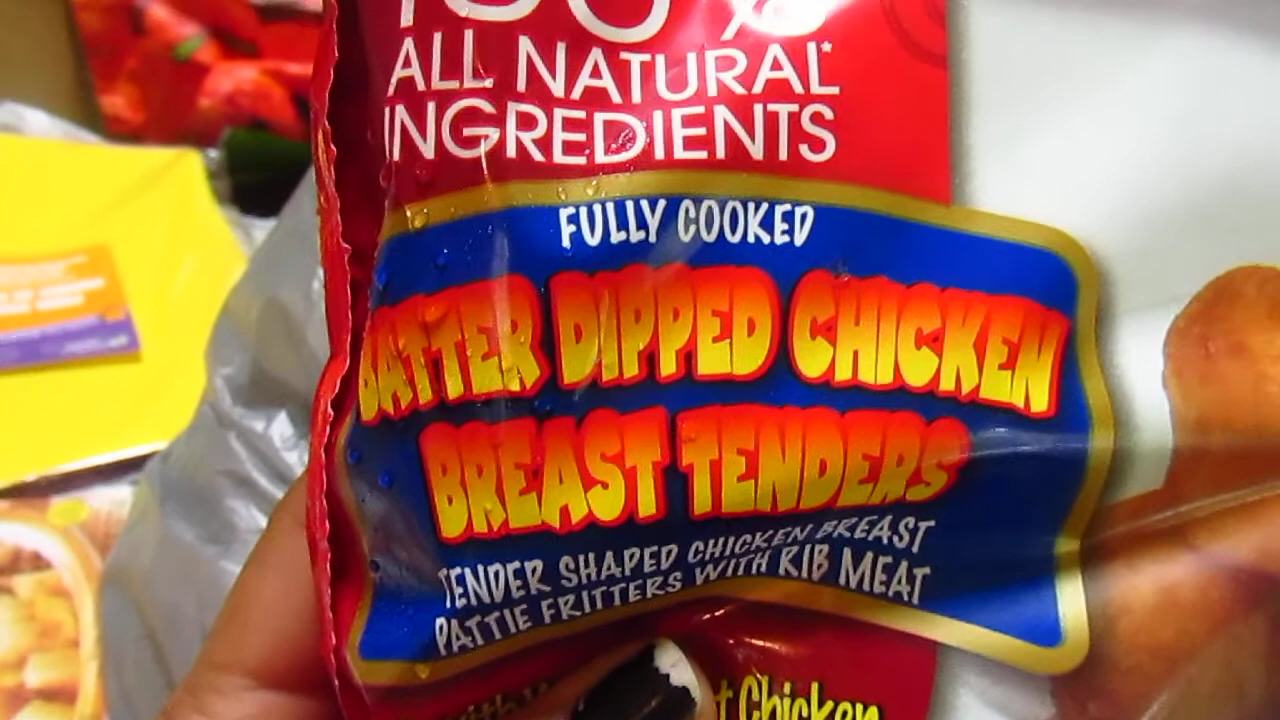 100%
ALL NATURAL*
INGREDIENTS
FULLY COOKED
BATTER DIPPED CHICKEN
BREAST TENDERS
TENDER SHAPED CHICKEN BREAST
PATTIE FRITTERS WITH RIB MEAT
Chicken